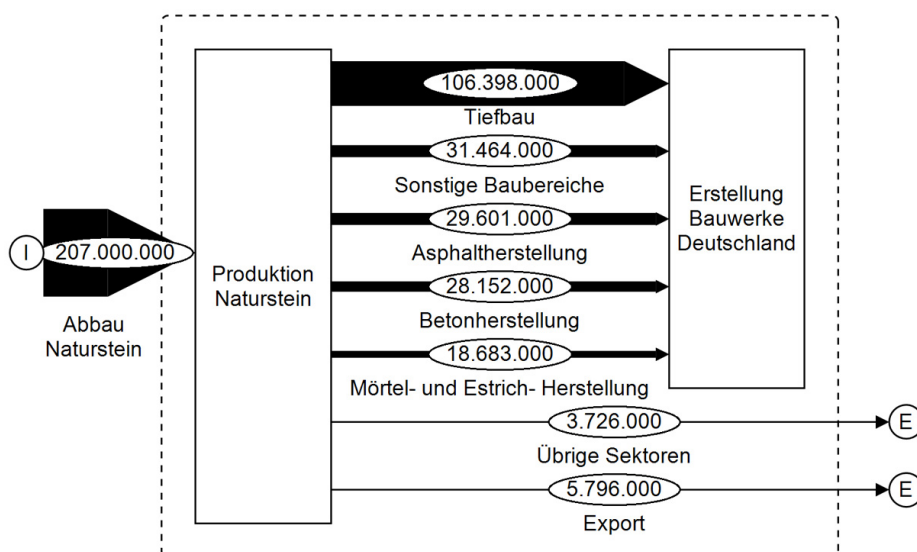 106.398.000
Tiefbau
31.464.000
Sonstige Baubereiche
29.601.000
Asphaltherstellung
28.152.000
Betonherstellung
18.683.000
Mörtel- und Estrich- Herstellung
3.726.000
Übrige Sektoren
5.796.000
Export
I
207.000.000
Abbau
Naturstein
Produktion
Naturstein
Erstellung
Bauwerke
Deutschland
E
E